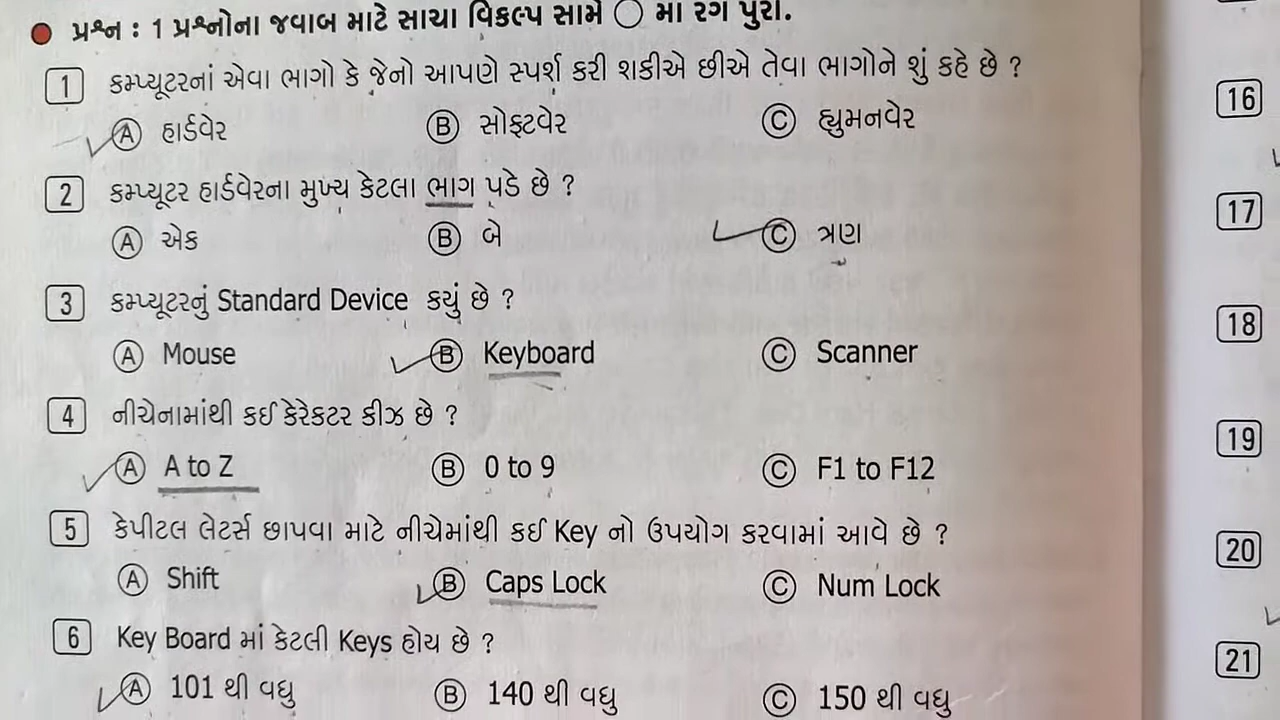 પ્રશ્ન : 1 પ્રશ્નોના જવાબ માટે સાચા વિકલ્પ સામે ◯ માં રંગ પુરો.
1 કમ્પ્યૂટરનાં એવા ભાગો કે જેનો આપણે સ્પર્શ કરી શકીએ છીએ તેવા ભાગોને શું કહે છે ?
A હાર્ડવેર B સોફ્ટવેર C હ્યુમનવેર
2 કમ્પ્યૂટર હાર્ડવેરના મુખ્ય કેટલા ભાગ પડે છે ?
A એક B બે C ત્રણ
3 કમ્પ્યૂટરનું Standard Device કયું છે ?
A Mouse B Keyboard C Scanner
4 નીચેનામાંથી કઈ કેરેકટર કીઝ છે ?
A A to Z B 0 to 9 C F1 to F12
5 કેપીટલ લેટર્સ છાપવા માટે નીચેમાંથી કઈ Key નો ઉપયોગ કરવામાં આવે છે ?
A Shift B Caps Lock C Num Lock
6 Key Board માં કેટલી Keys હોય છે ?
A 101 થી વધુ B 140 થી વધુ C 150 થી વધુ
16
17
18
19
20
21